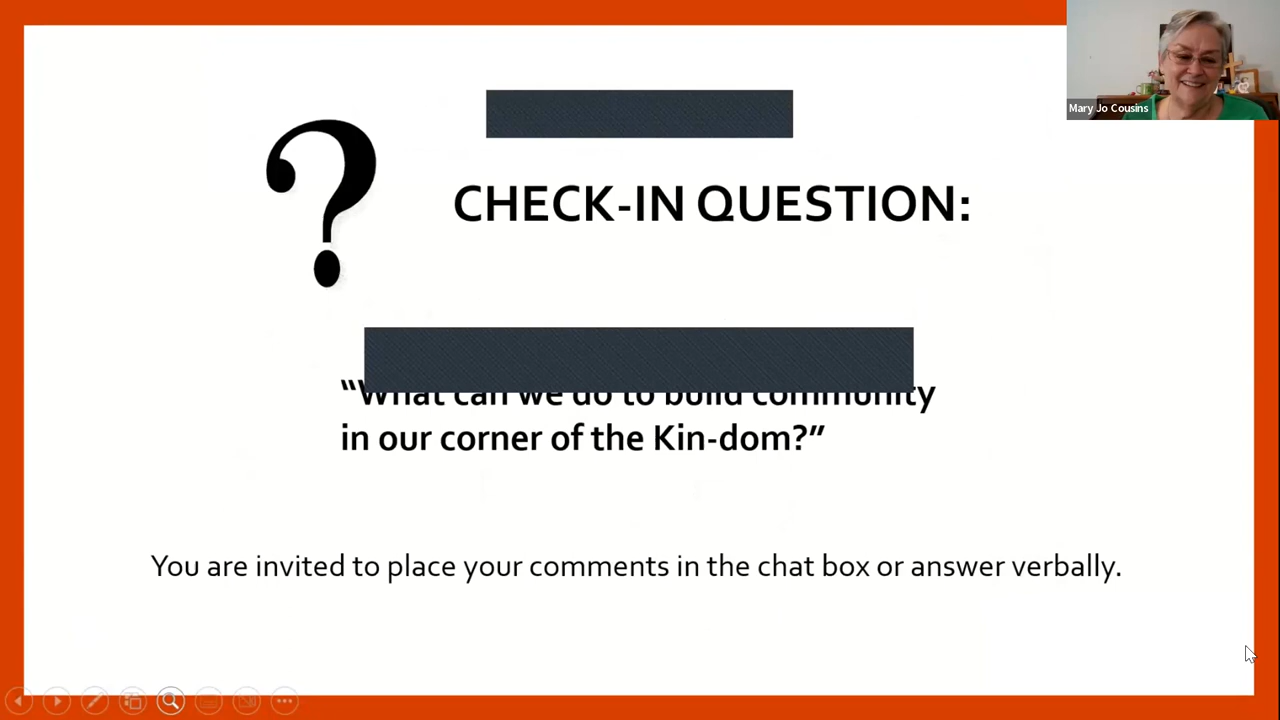 Mary Jo Cousins
?
CHECK-IN QUESTION:
“What can we do to build community
in our corner of the Kin-dom?”
You are invited to place your comments in the chat box or answer verbally.